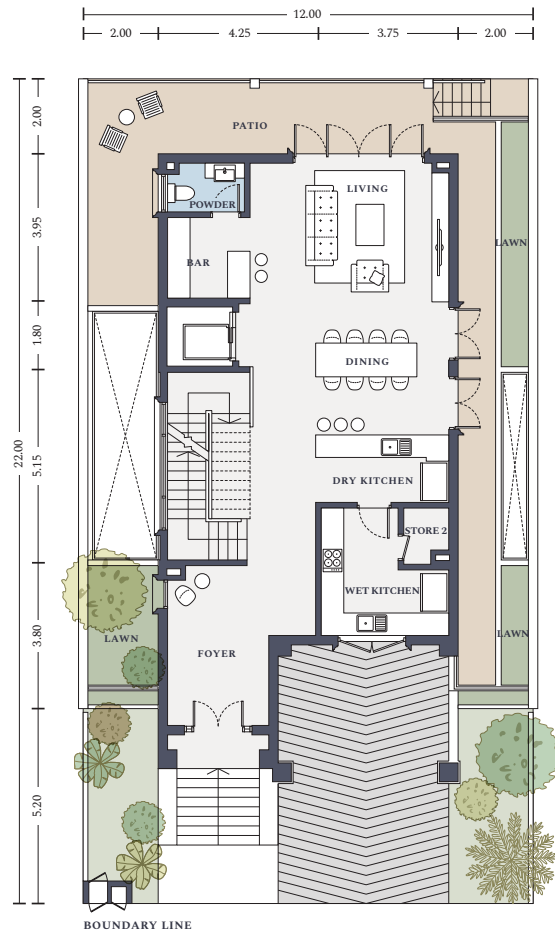 12.00
2.00 4.25 3.75 2.00
2.00
PATIO
LIVING
POWDER
3.95
LAWN
BAR
1.80
DINING
22.00
5.15
DRY KITCHEN
STORE 2
WET KITCHEN
3.80
LAWN
LAWN
FOYER
5.20
BOUNDARY LINE